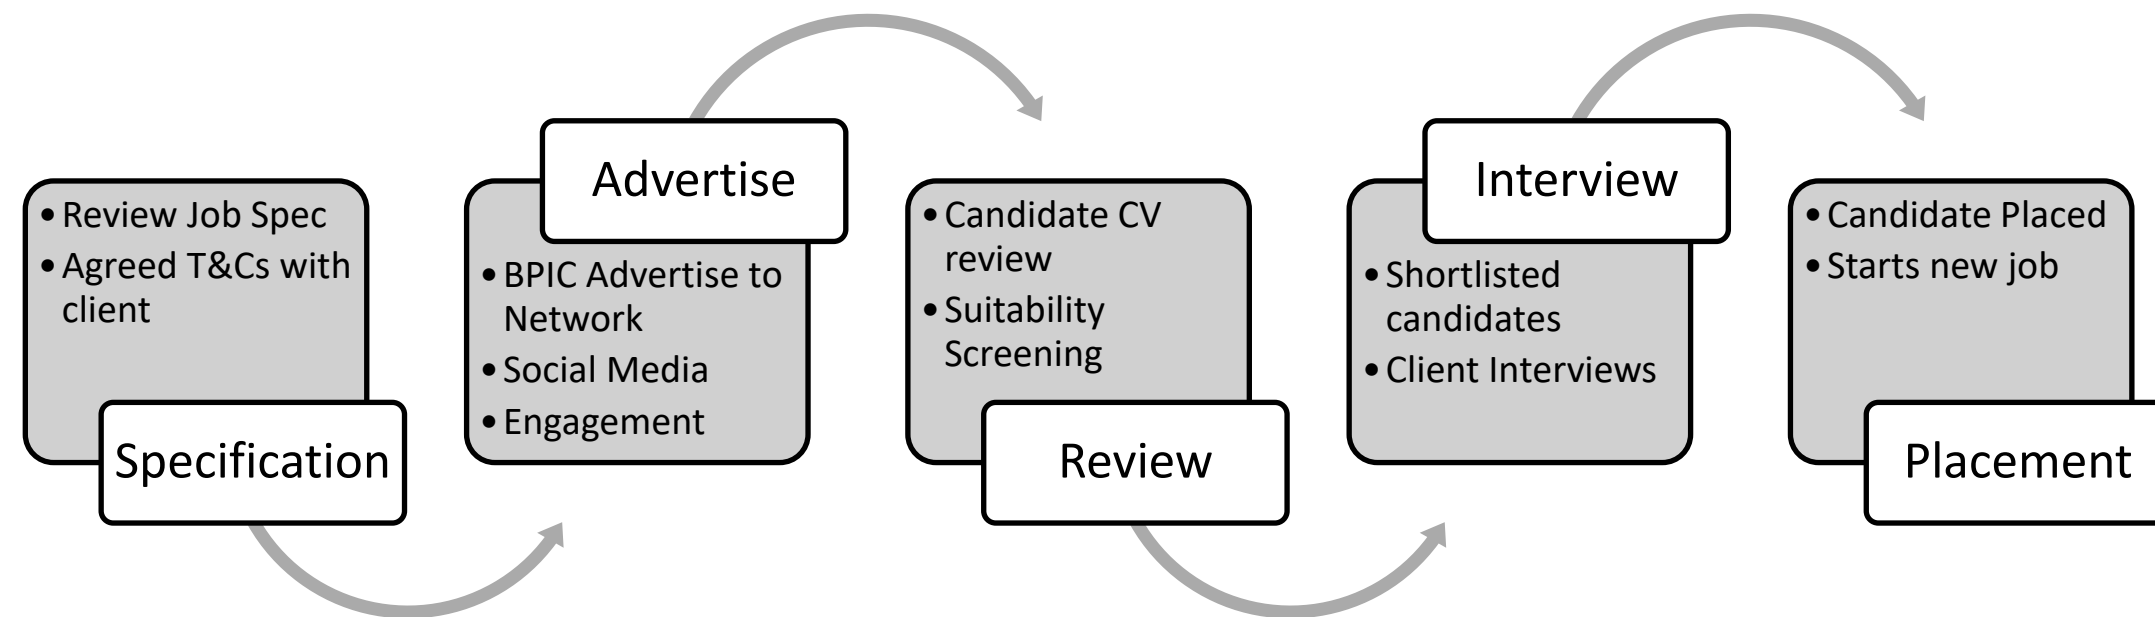 • Review Job Spec
• Agreed T&Cs with
client
Specification
Advertise
• BPIC Advertise to
Network
• Social Media
• Engagement
• Candidate CV
review
• Suitability
Screening
Review
Interview
• Shortlisted
candidates
• Client Interviews
• Candidate Placed
• Starts new job
Placement